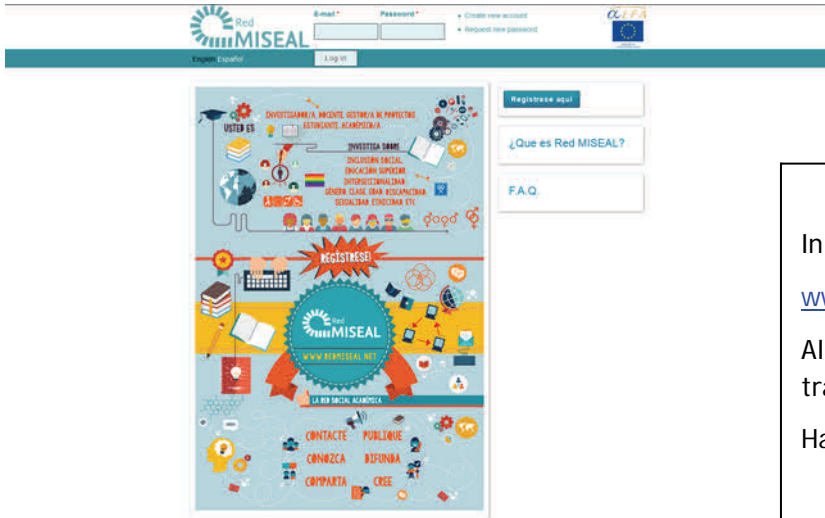 Red
MISEAL
E-mail *
Password *
• Create new account
• Request new password
ALFA
English Español
Log in
USTED ES
INVESTIGADOR/A DOCENTE GESTOR/A DE PROYECTOS
ESTUDIANTE ACADÉMICO/A
INVESTIGA SOBRE
INCLUSIÓN SOCIAL
EDUCACIÓN SUPERIOR
INTERSECCIONALIDAD
GÉNERO CLASE EDAD DISCAPACIDAD
SEXUALIDAD ETNICIDAD ETC
REGÍSTRESE!
Red
MISEAL
WWW.REDMISEAL.NET
LA RED SOCIAL ACADÉMICA
CONTACTE PUBLIQUE
CONOZCA DIFUNDA
COMPARTA CREE
Regístrese aquí
¿Que es Red MISEAL?
F.A.Q.
In
Al
Ha